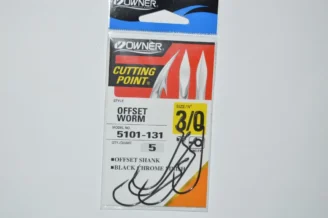 OWNER
OWNER
CUTTING
POINT
STYLE
OFFSET
WORM
MODEL NO.
5101-131
5
SIZE
3/0
• OFFSET SHANK
• BLACK CHROME